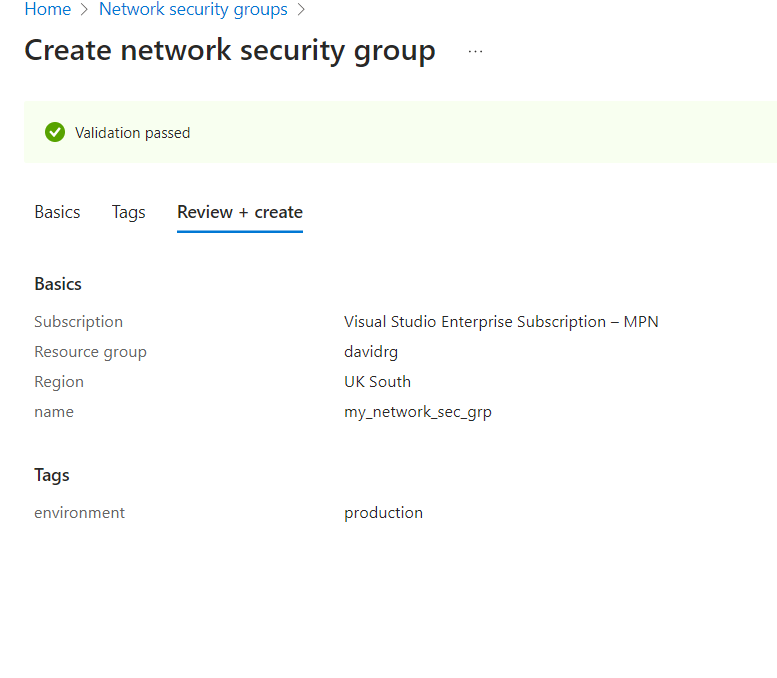 Home > Network security groups >
Create network security group ...
Validation passed
Basics Tags Review + create
Basics
Subscription Visual Studio Enterprise Subscription – MPN
Resource group davidrg
Region UK South
name my_network_sec_grp
Tags
environment production